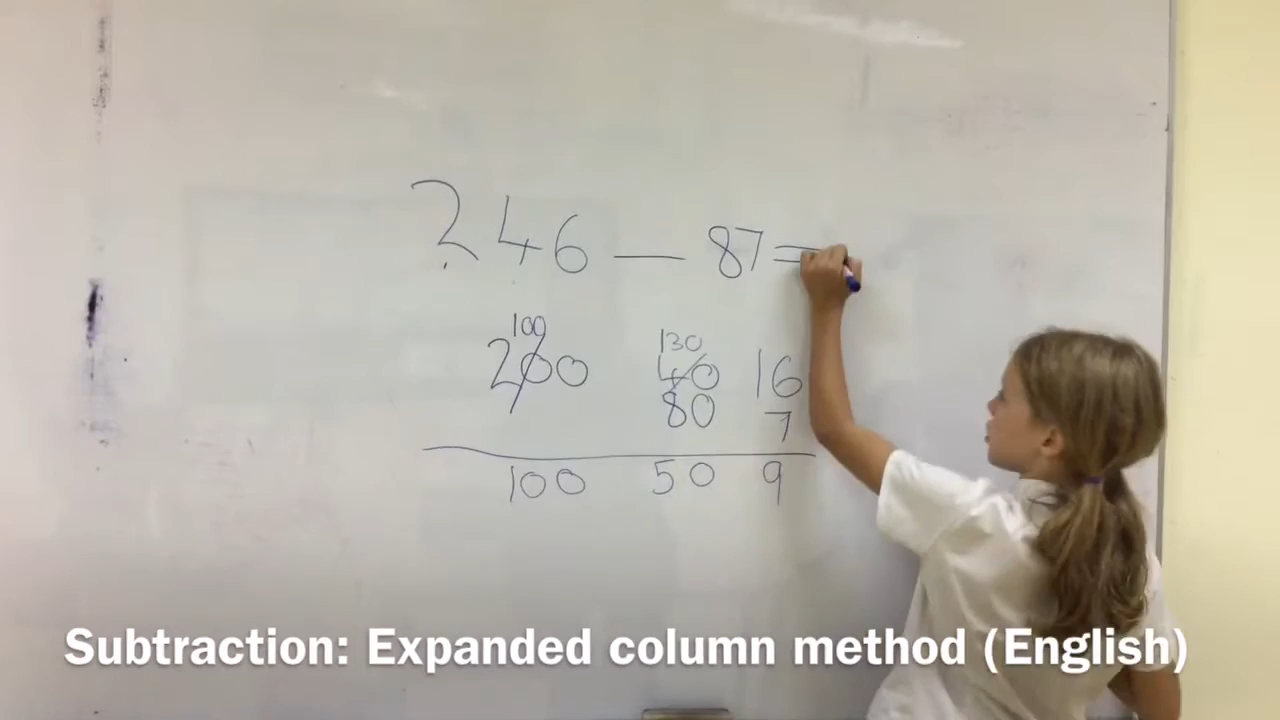 246 — 87 =
100 130
200 40 16
80 7
100 50 9
Subtraction: Expanded column method (English)